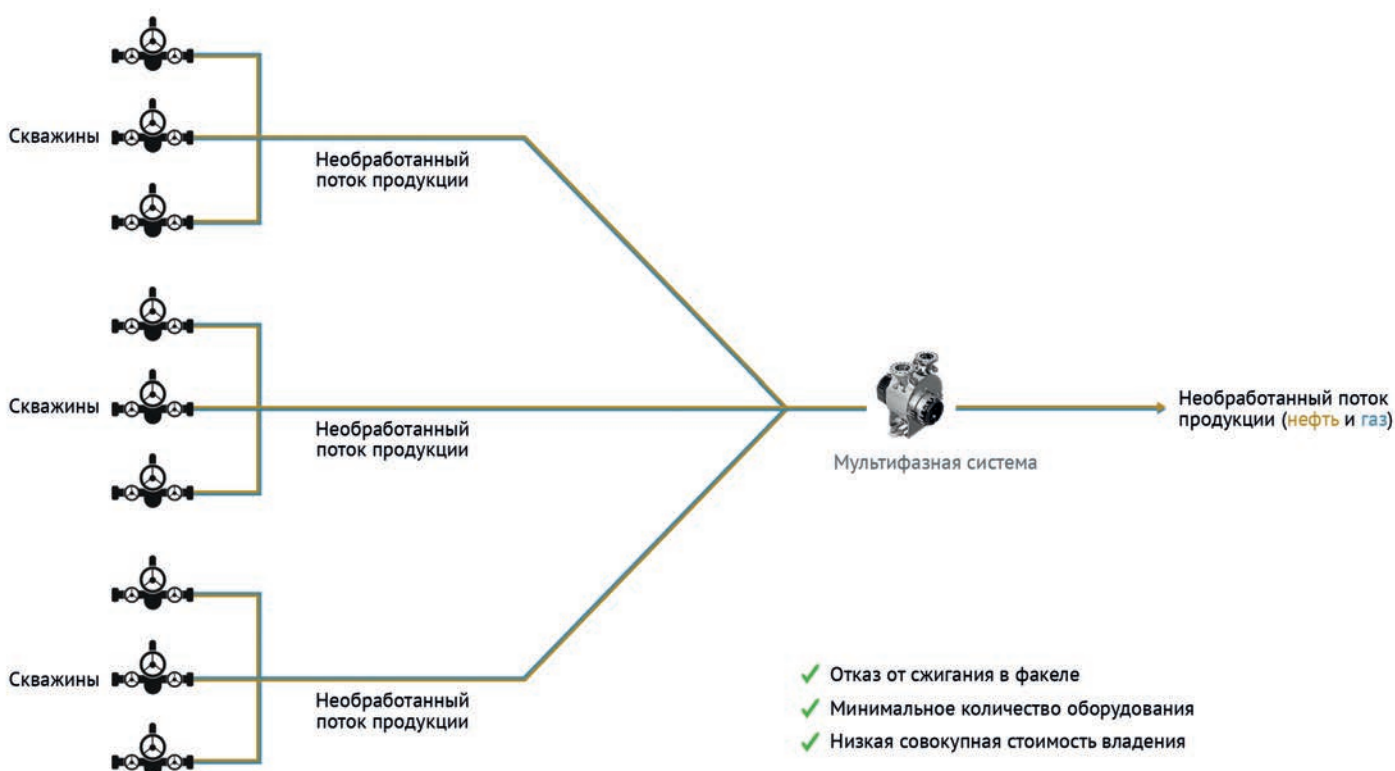 Скважины
Необработанный
поток продукции
Скважины
Необработанный
поток продукции
Мультифазная система
Необработанный поток
продукции (нефть и газ)
Скважины
Необработанный
поток продукции
Отказ от сжигания в факеле
Минимальное количество оборудования
Низкая совокупная стоимость владения